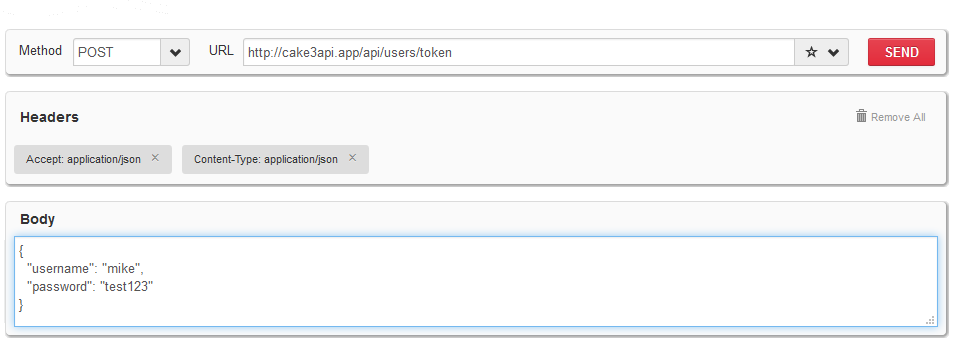 Method POST URL http://cake3api.app/api/users/token SEND
Headers Remove All
Accept: application/json × Content-Type: application/json ×
Body
{
"username": "mike",
"password": "test123"
}